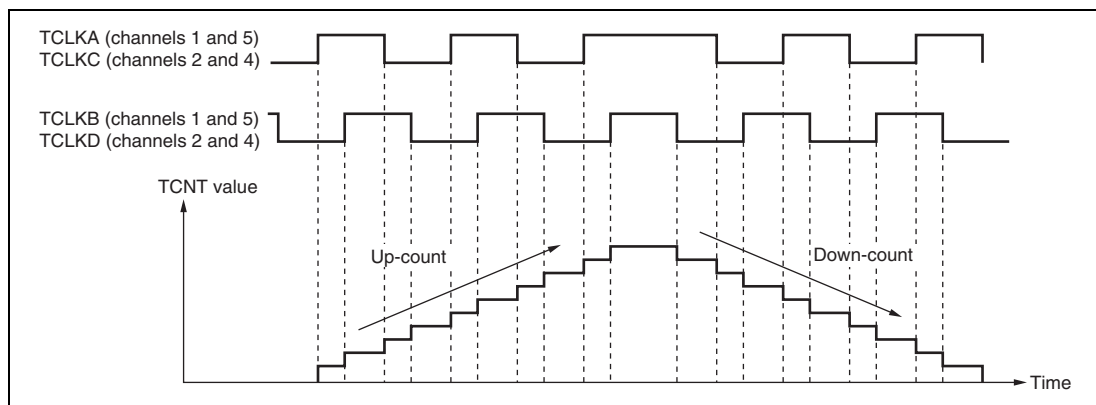 TCLKA (channels 1 and 5)
TCLKC (channels 2 and 4)
TCLKB (channels 1 and 5)
TCLKD (channels 2 and 4)
TCNT value
Up-count
Down-count
Time